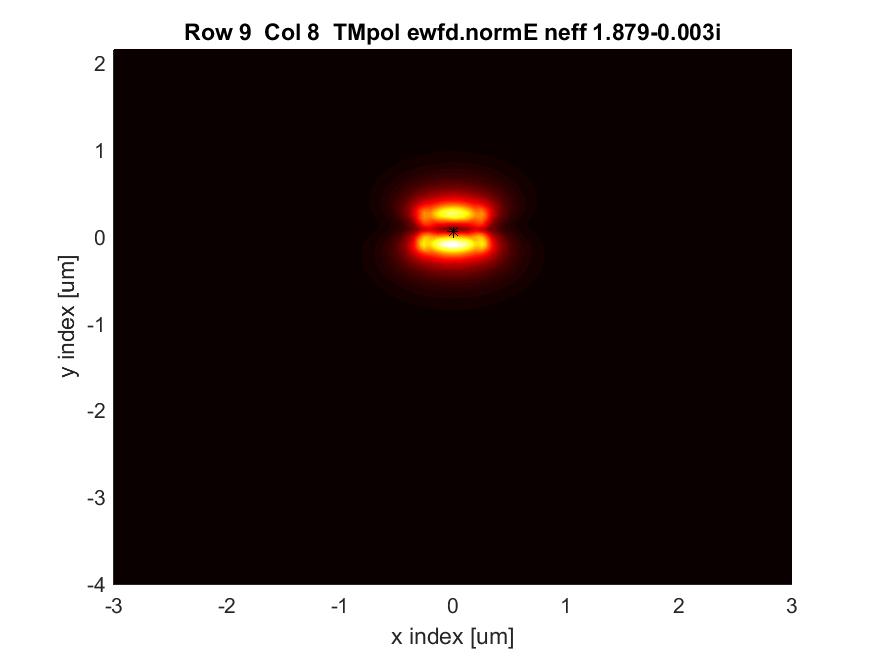 Row 9  Col 8  TMpol ewfd.normE neff 1.879-0.003i
2
1
0
-1
-2
-3
-4
y index [um]
-3 -2 -1 0 1 2 3
x index [um]